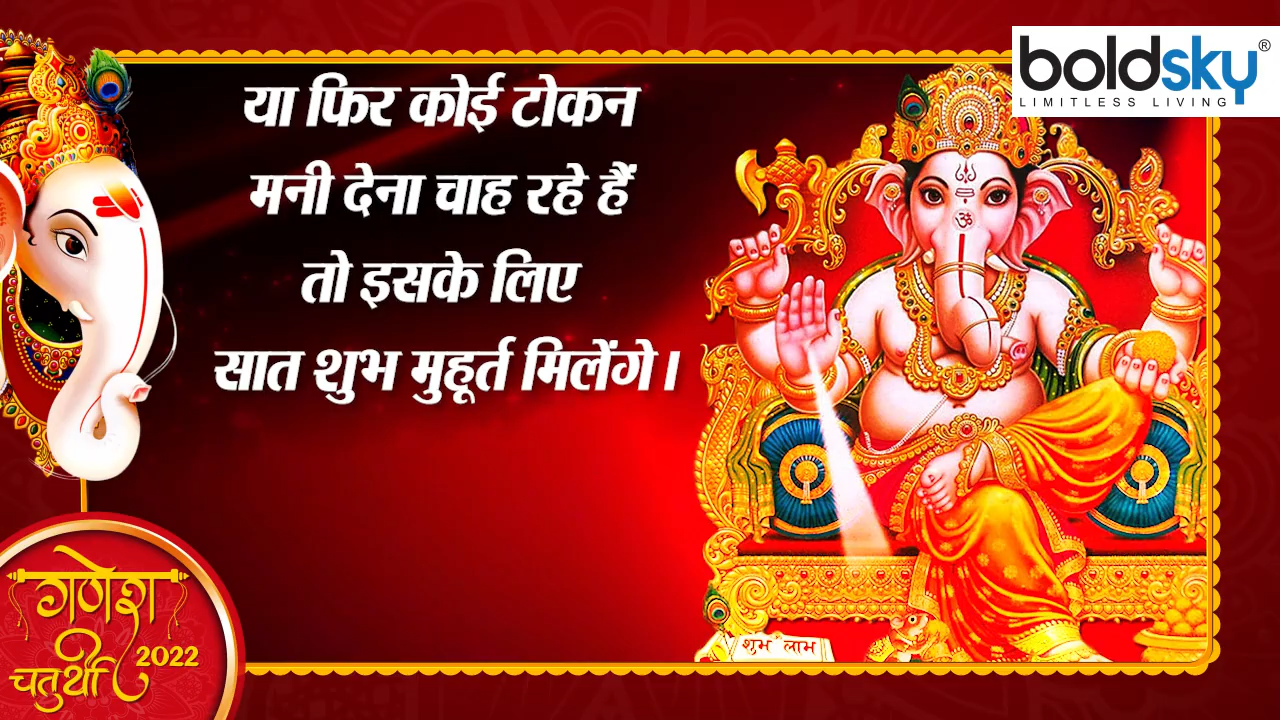 boldsky®
LIMITLESS LIVING
या फिर कोई टोकन
मनी देना चाह रहे हैं
तो इसके लिए
सात शुभ मुहूर्त मिलेंगे।
ॐ
शुभ लाभ
गणेश
चतुर्थी 2022